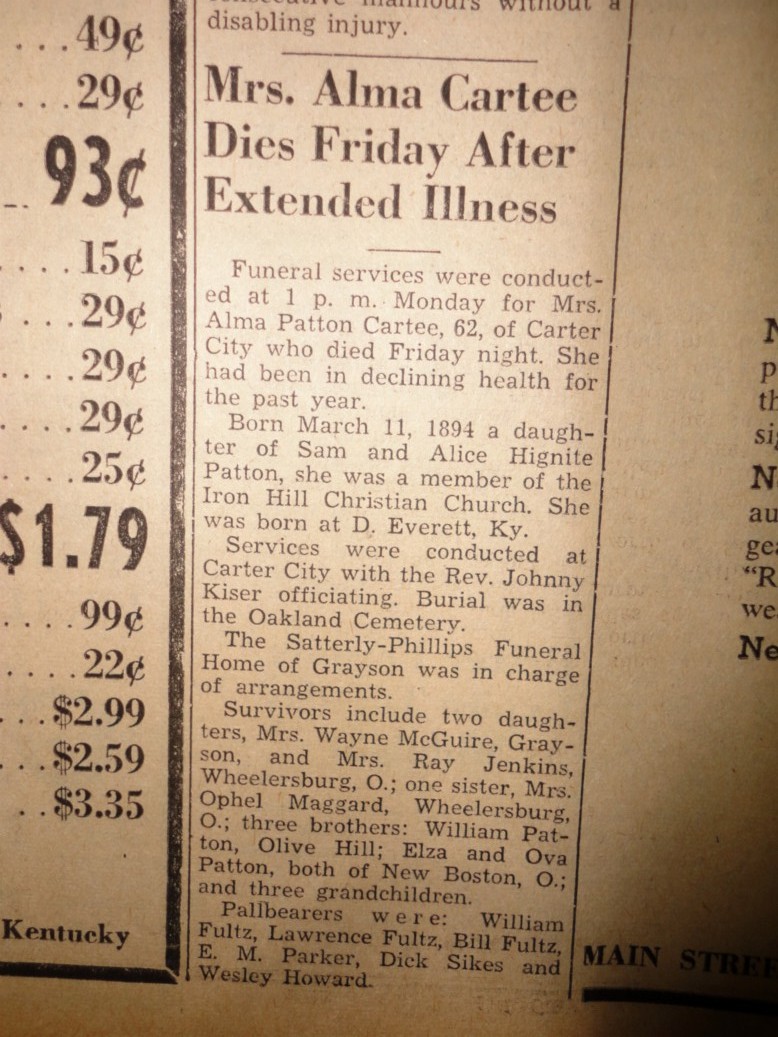 ...49¢
...29¢
93¢
....15¢
...29¢
....29¢
....29¢
....25¢
$1.79
....99¢
....22¢
...$2.99
...$2.59
..$3.35
Kentucky
without a
disabling injury.
Mrs. Alma Cartee
Dies Friday After
Extended Illness
Funeral services were conduct-
ed at 1 p. m. Monday for Mrs.
Alma Patton Cartee, 62, of Carter
City who died Friday night. She
had been in declining health for
the past year.
Born March 11, 1894 a daugh-
ter of Sam and Alice Hignite
Patton, she was a member of the
Iron Hill Christian Church. She
was born at D. Everett, Ky.
Services were conducted at
Carter City with the Rev. Johnny
Kiser officiating. Burial was in
the Oakland Cemetery.
The Satterly-Phillips Funeral
Home of Grayson was in charge
of arrangements.
Survivors include two daugh-
ters, Mrs. Wayne McGuire, Gray-
son, and Mrs. Ray Jenkins,
Wheelersburg, O.; one sister, Mrs.
Ophel Maggard, Wheelersburg,
O.; three brothers: William Pat-
ton, Olive Hill; Elza and Ova
Patton, both of New Boston, O.;
and three grandchildren.
Pallbearers were: William
Fultz, Lawrence Fultz, Bill Fultz,
E. M. Parker, Dick Sikes and
Wesley Howard.
N
p
th
sig
N
au
gea
"R
we
Ne
MAIN STREE